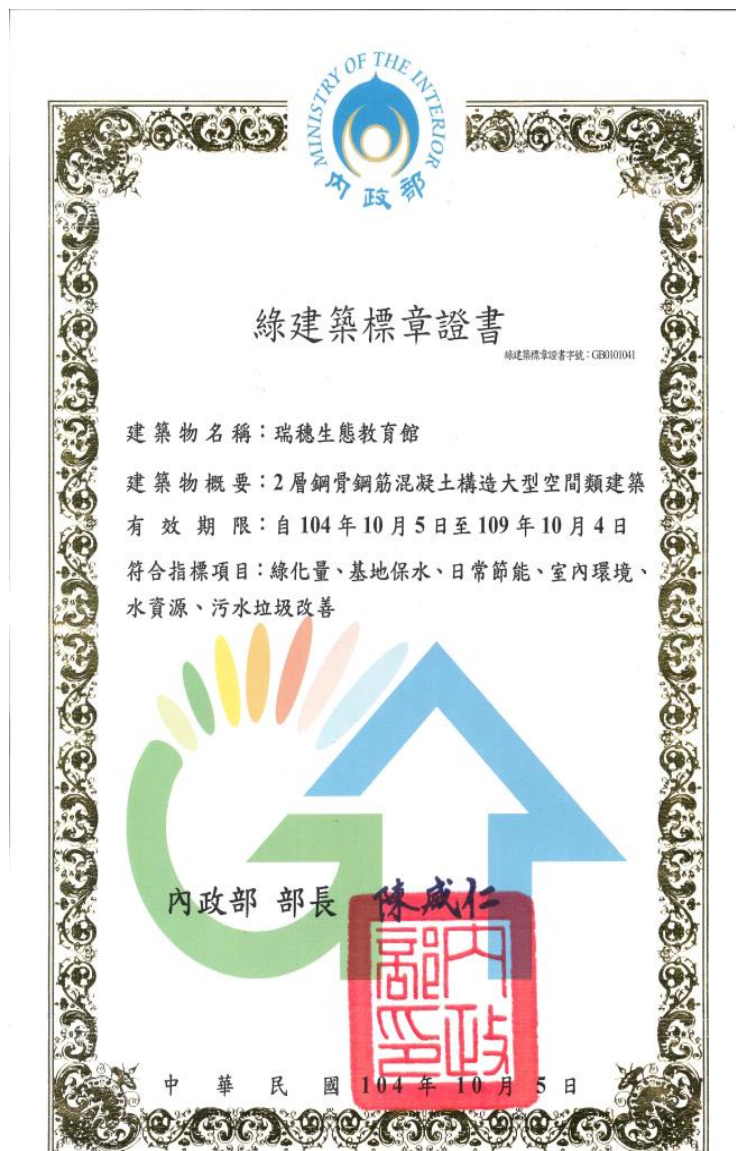 MINISTRY OF THE INTERIOR
內政部
綠建築標章證書
綠建築標章證書字號：GB0101041
建築物名稱：瑞穗生態教育館
建築物概要：2層鋼骨鋼筋混凝土構造大型空間類建築
有效期限：自104年10月5日至109年10月4日
符合指標項目：綠化量、基地保水、日常節能、室內環境、
水資源、污水垃圾改善
內政部 部長 陳威仁
內政部印
中華民國104年10月5日